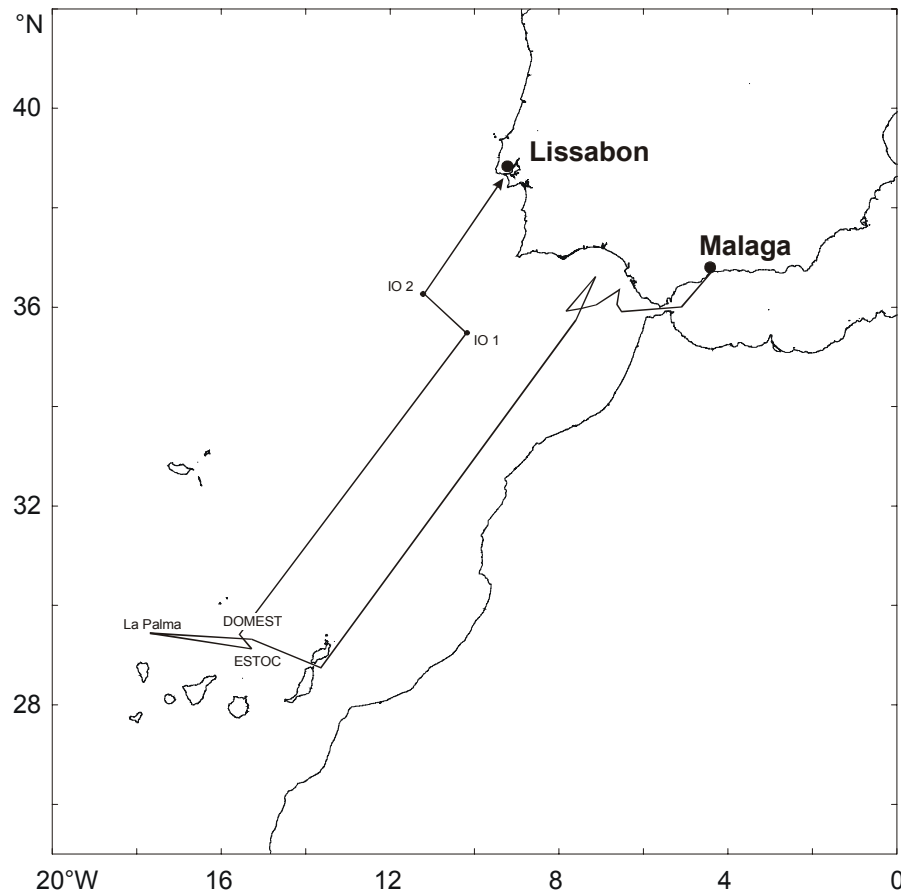 °N
40
Lissabon
Malaga
IO 2
36
IO 1
32
La Palma
DOMEST
ESTOC
28
20°W
16
12
8
4
0